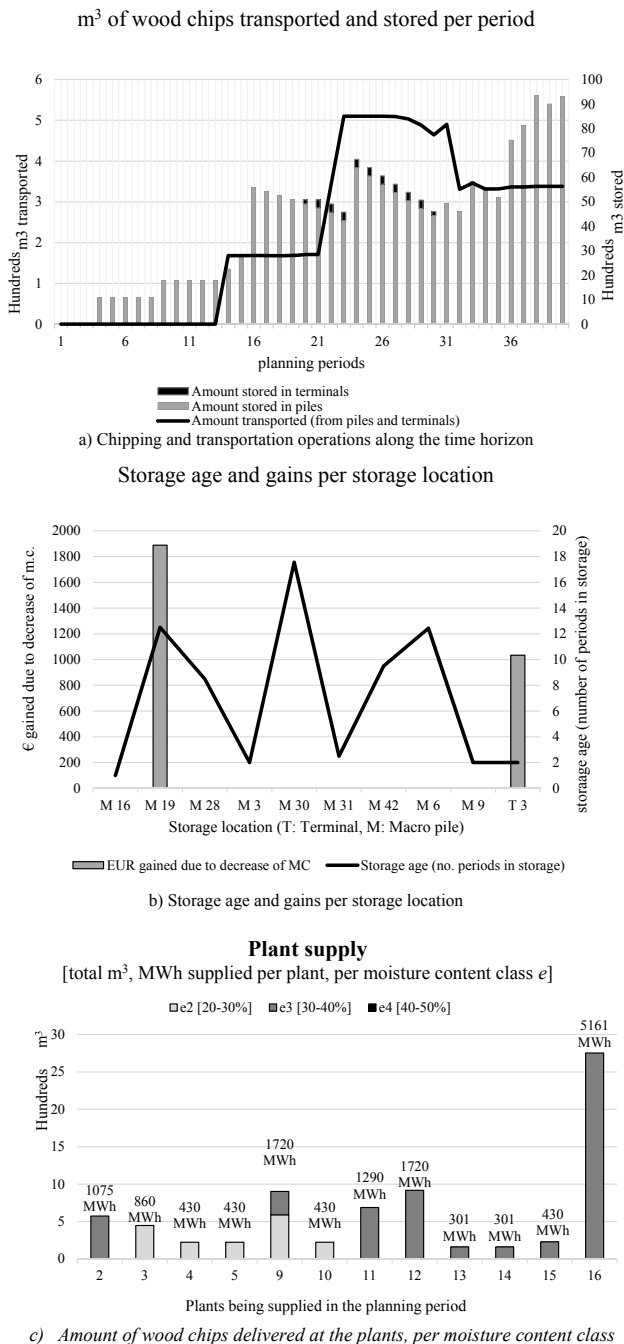 m³ of wood chips transported and stored per period
6
5
4
3
2
1
0
Hundreds
m3 transported
100
90
80
70
60
50
40
30
20
10
0
Hundreds
m3 stored
1 6 11 16 21 26 31 36
planning periods
Amount stored in terminals
Amount stored in piles
Amount transported (from piles and terminals)
a) Chipping and transportation operations along the time horizon
Storage age and gains per storage location
2000
1800
1600
1400
1200
1000
800
600
400
200
0
€ gained due to decrease of m.c.
20
18
16
14
12
10
8
6
4
2
0
storaage age (number of periods in storage)
M 16 M 19 M 28 M 3 M 30 M 31 M 42 M 6 M 9 T 3
Storage location (T: Terminal, M: Macro pile)
EUR gained due to decrease of MC Storage age (no. periods in storage)
b) Storage age and gains per storage location
Plant supply
[total m³, MWh supplied per plant, per moisture content class e]
e2 [20-30%] e3 [30-40%] e4 [40-50%]
Hundreds m³
30
25
20
15
10
5
0
1075
MWh
860
MWh
430
MWh
430
MWh
1720
MWh
430
MWh
1290
MWh
1720
MWh
301
MWh
301
MWh
430
MWh
5161
MWh
2 3 4 5 9 10 11 12 13 14 15 16
Plants being supplied in the planning period
c) Amount of wood chips delivered at the plants, per moisture content class